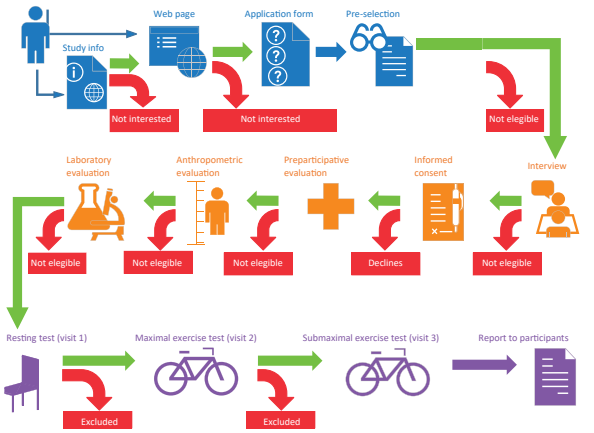 Web page
Application form
Pre-selection
Study info
i
?
?
?
Not interested
Not interested
Not elegible
Laboratory
evaluation
Anthropometric
evaluation
Preparticipative
evaluation
Informed
consent
Interview
Not elegible
Not elegible
Not elegible
Declines
Not elegible
Resting test (visit 1)
Maximal exercise test (visit 2)
Submaximal exercise test (visit 3)
Report to participants
Excluded
Excluded